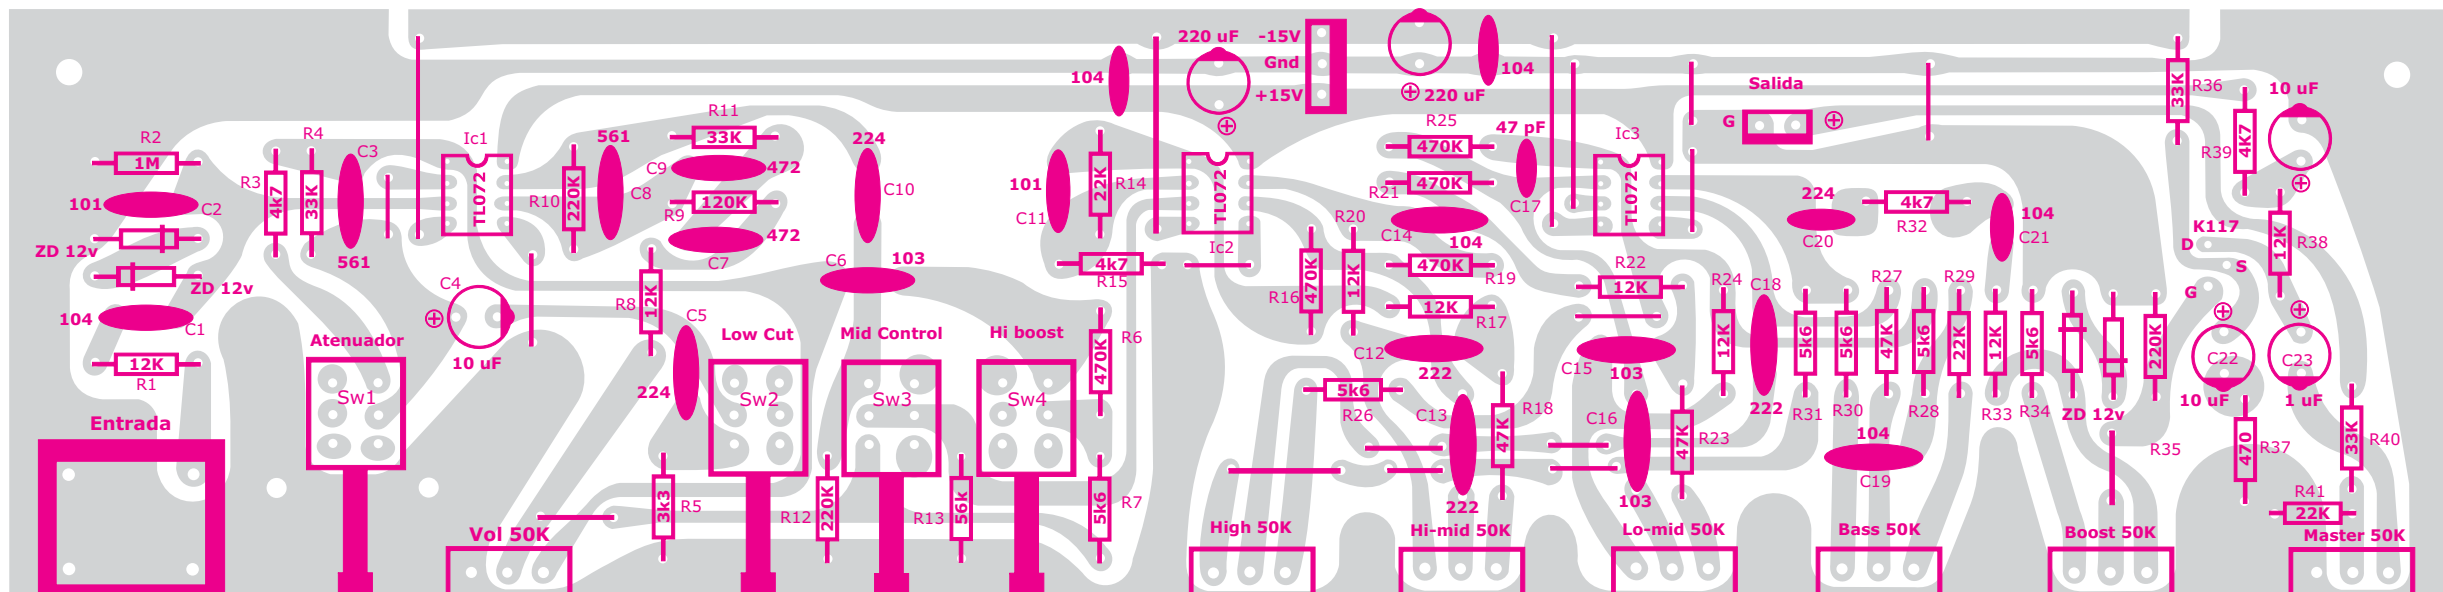 220 uF
-15V
Gnd
+15V
104
220 uF
104
Salida
G
33K
R36
10 uF
R2
1M
R4
C3
Ic1
TL072
R11
33K
561
224
R25
470K
47 pF
Ic3
TL072
4K7
R39
101
C2
R3
4k7
33K
R10
220K
C8
C9
472
120K
R9
472
C7
C10
101
C11
22K
R14
TL072
Ic2
R21
470K
C17
C14
104
224
C20
4k7
R32
104
C21
K117
D
S
G
12K
R38
ZD 12v
ZD 12v
561
C4
10 uF
R8
12K
C6
103
4k7
R15
R16
470K
R20
12K
470K
R19
12K
R17
R22
12K
R24
12K
C18
R27
R29
104
C1
12K
R1
Atenuador
Sw1
C5
224
Low Cut
Sw2
Mid Control
Sw3
Hi boost
Sw4
R6
470K
C12
222
5k6
R26
C15
103
222
5k6
5k6
47K
5k6
22K
12K
5k6
220K
R31
R30
R28
R33
R34
ZD 12v
C22
10 uF
C23
1 uF
Entrada
3k3
R5
R12
220K
R13
56k
5k6
R7
C13
222
47K
R18
C16
103
47K
R23
104
C19
R35
470
R37
33K
R40
R41
22K
Vol 50K
High 50K
Hi-mid 50K
Lo-mid 50K
Bass 50K
Boost 50K
Master 50K